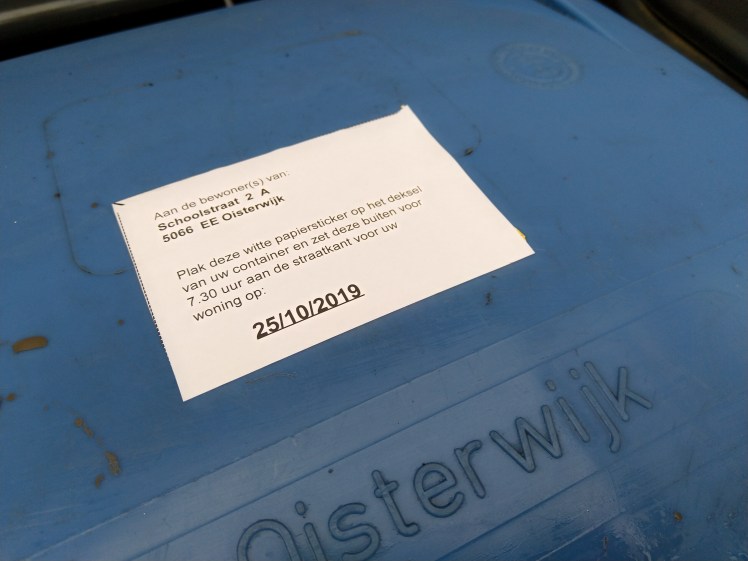 Aan de bewoner(s) van:
Schoolstraat 2 A
5066 EE Oisterwijk
Plak deze witte papiersticker op het deksel
van uw container en zet deze buiten voor
7.30 uur aan de straatkant voor uw
woning op:
25/10/2019
Oisterwijk